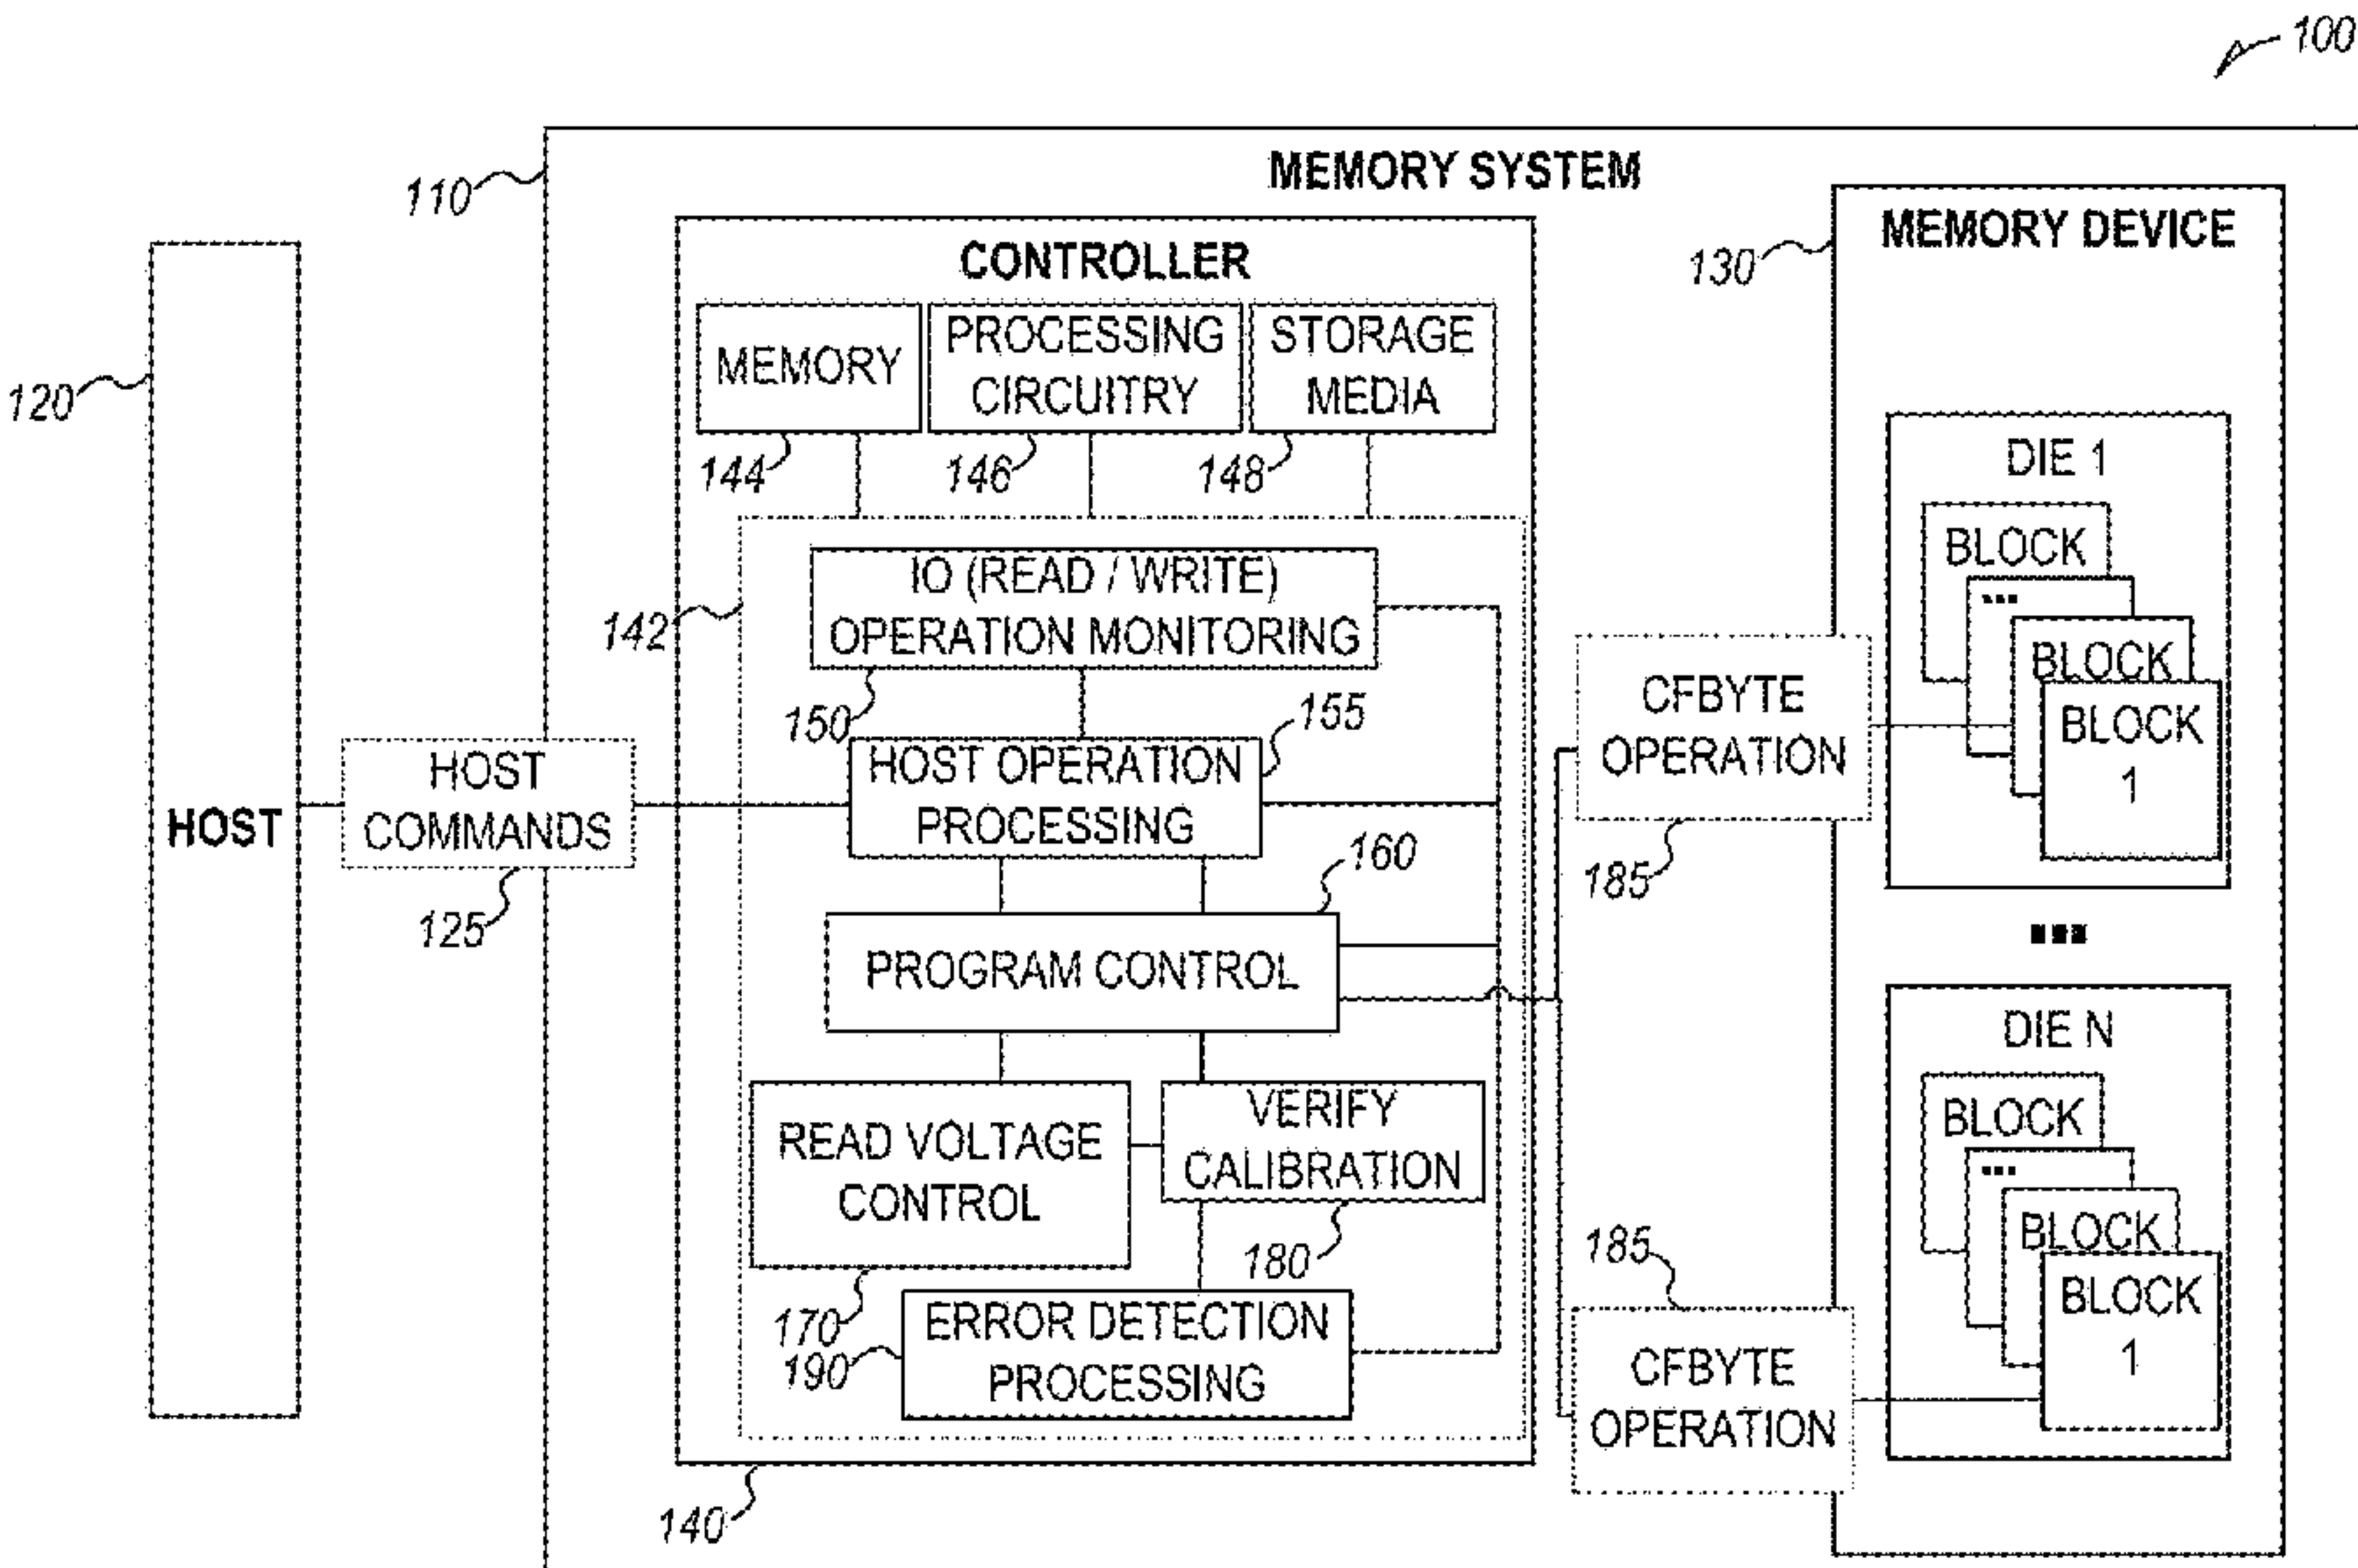 100
MEMORY SYSTEM
110
MEMORY DEVICE
130
CONTROLLER
MEMORY
144
PROCESSING
CIRCUITRY
146
STORAGE
MEDIA
148
120
HOST
HOST
COMMANDS
125
142
IO (READ / WRITE)
OPERATION MONITORING
150
155
HOST OPERATION
PROCESSING
160
PROGRAM CONTROL
READ VOLTAGE
CONTROL
170
VERIFY
CALIBRATION
180
190
ERROR DETECTION
PROCESSING
140
CFBYTE
OPERATION
185
185
CFBYTE
OPERATION
DIE 1
BLOCK
...
BLOCK
BLOCK
1
...
DIE N
BLOCK
...
BLOCK
BLOCK
1